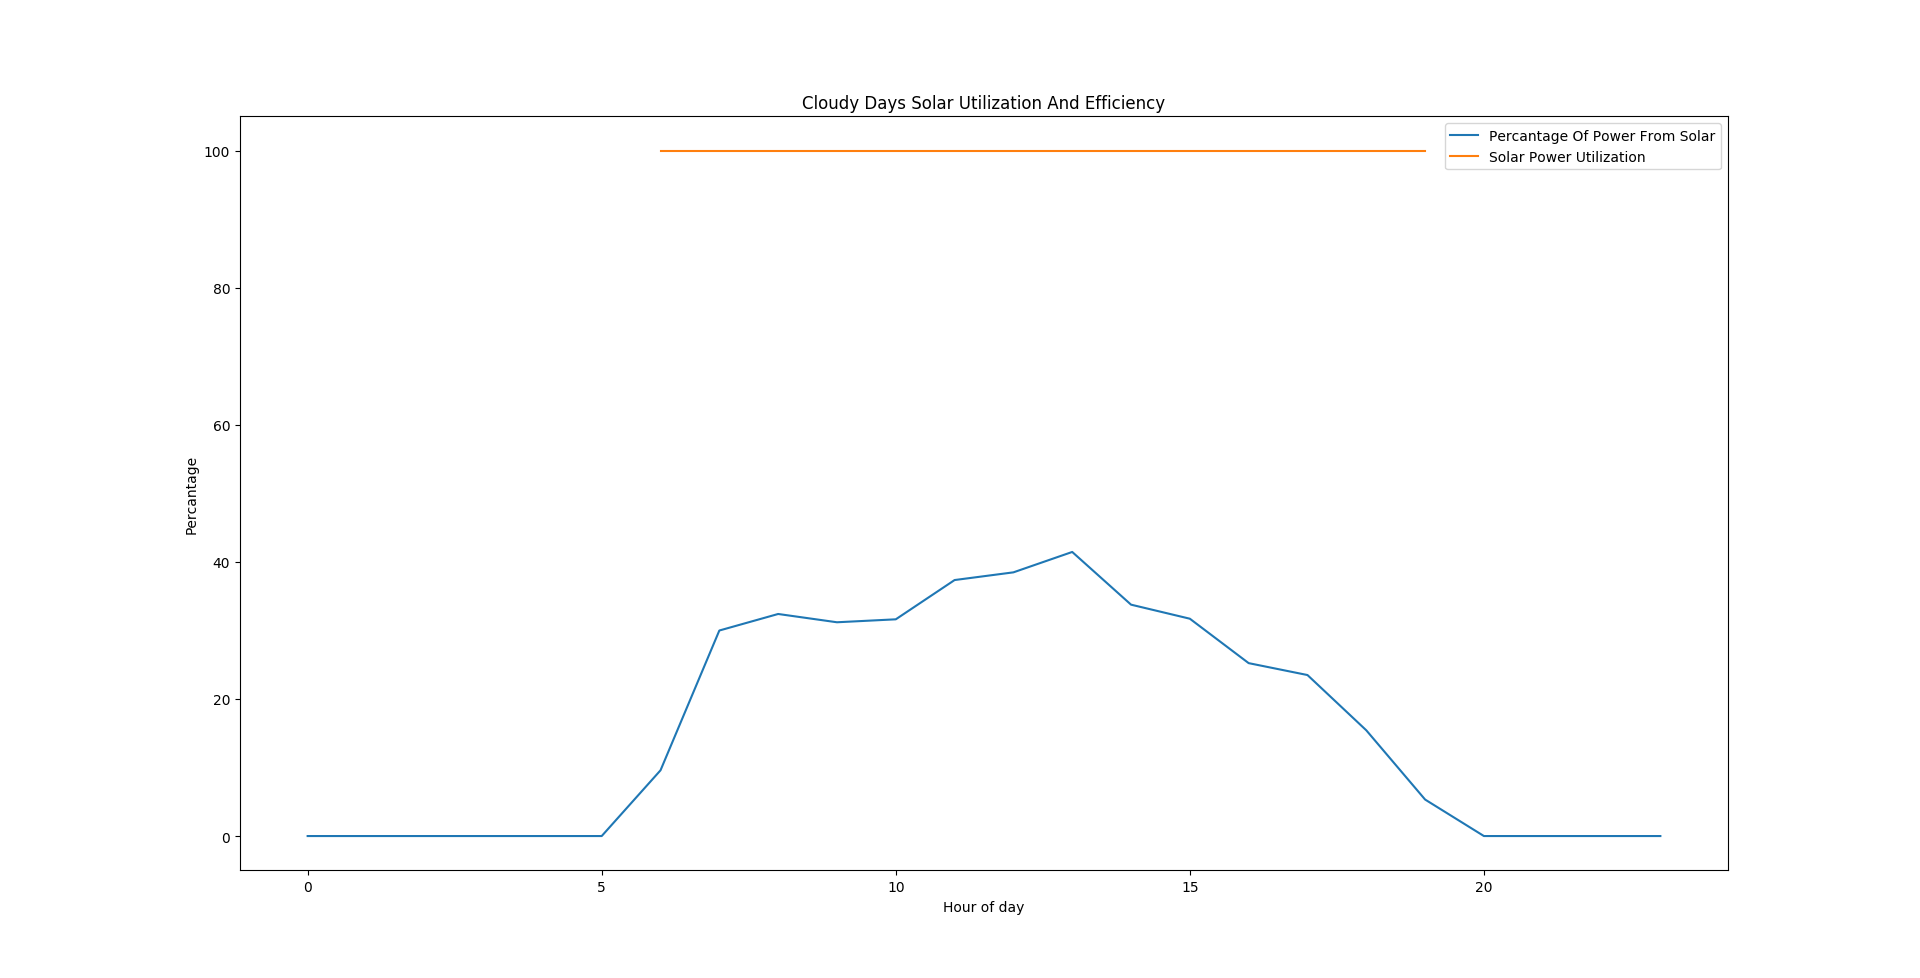 Cloudy Days Solar Utilization And Efficiency
Percantage Of Power From Solar
Solar Power Utilization
100
80
60
40
20
0
Percantage
0 5 10 15 20
Hour of day